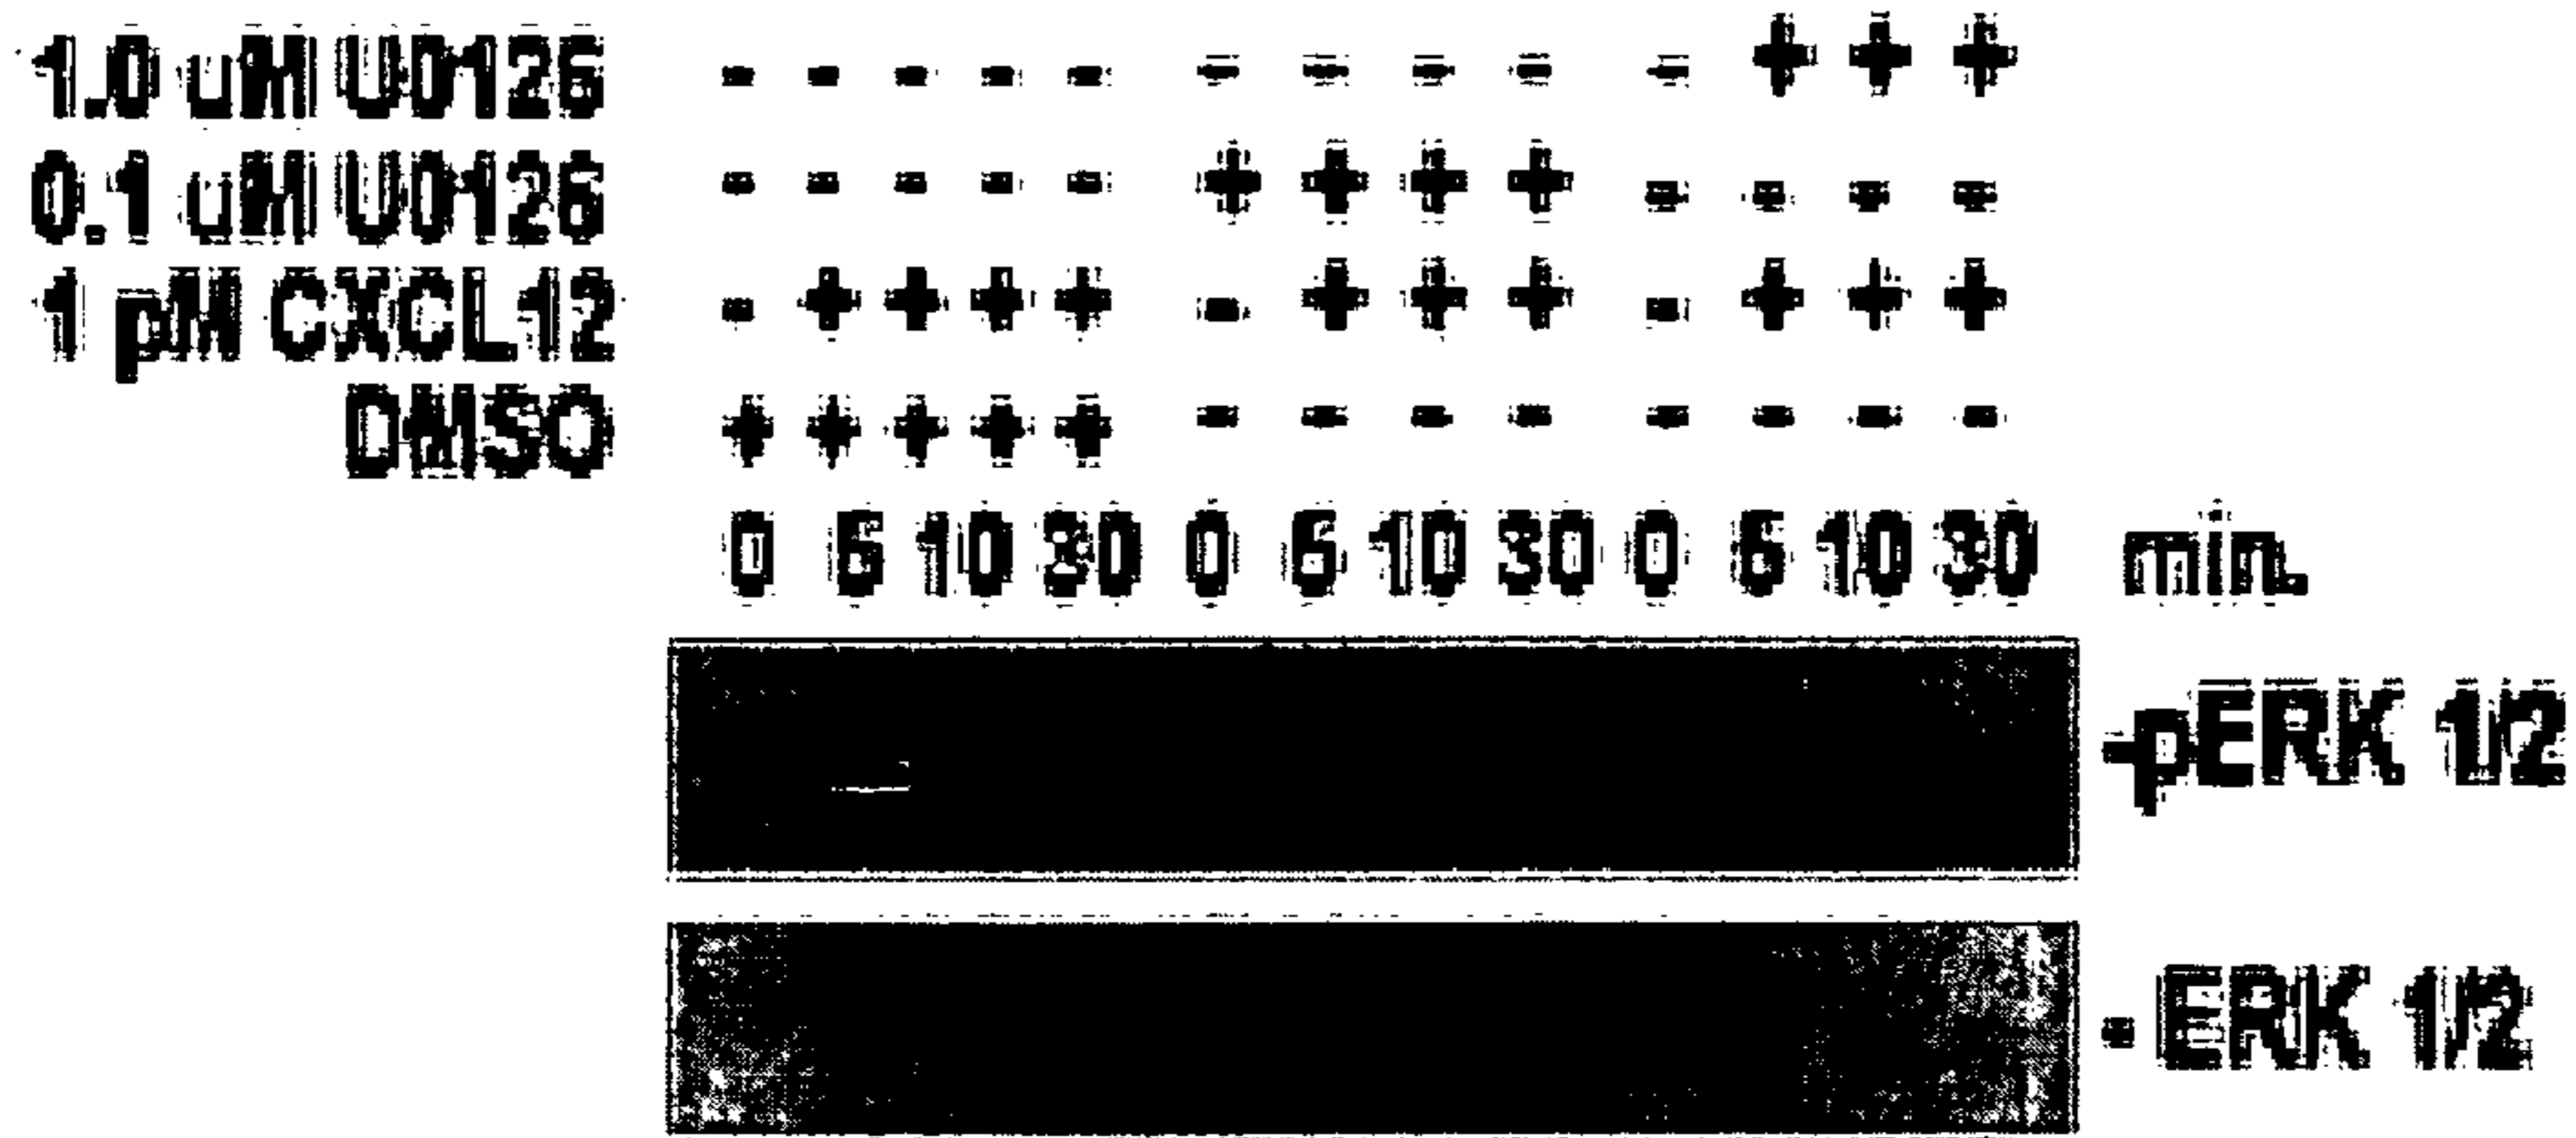 1.0 uM U0126 - - - - - - - - - - + + +
0.1 uM U0126 - - - - - + + + + - - - -
1 pM CXCL12 - + + + + - + + + - + + +
DMSO + + + + + - - - - - - - -
0 5 10 30 0 5 10 30 0 5 10 30 min.
-pERK 1/2
- ERK 1/2